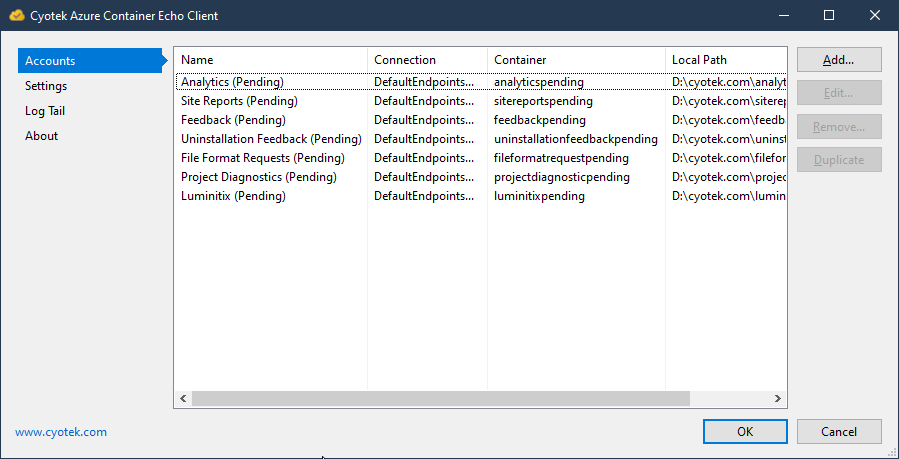 Cyotek Azure Container Echo Client
Accounts
Settings
Log Tail
About
Name Connection Container Local Path
Analytics (Pending) DefaultEndpoints... analyticspending D:\cyotek.com\analyt
Site Reports (Pending) DefaultEndpoints... sitereportspending D:\cyotek.com\sitere
Feedback (Pending) DefaultEndpoints... feedbackpending D:\cyotek.com\feedb
Uninstallation Feedback (Pending) DefaultEndpoints... uninstallationfeedbackpending D:\cyotek.com\uninst
File Format Requests (Pending) DefaultEndpoints... fileformatrequestpending D:\cyotek.com\filefor
Project Diagnostics (Pending) DefaultEndpoints... projectdiagnosticpending D:\cyotek.com\projec
Luminitix (Pending) DefaultEndpoints... luminitixpending D:\cyotek.com\lumin
Add...
Edit...
Remove...
Duplicate
www.cyotek.com
OK
Cancel